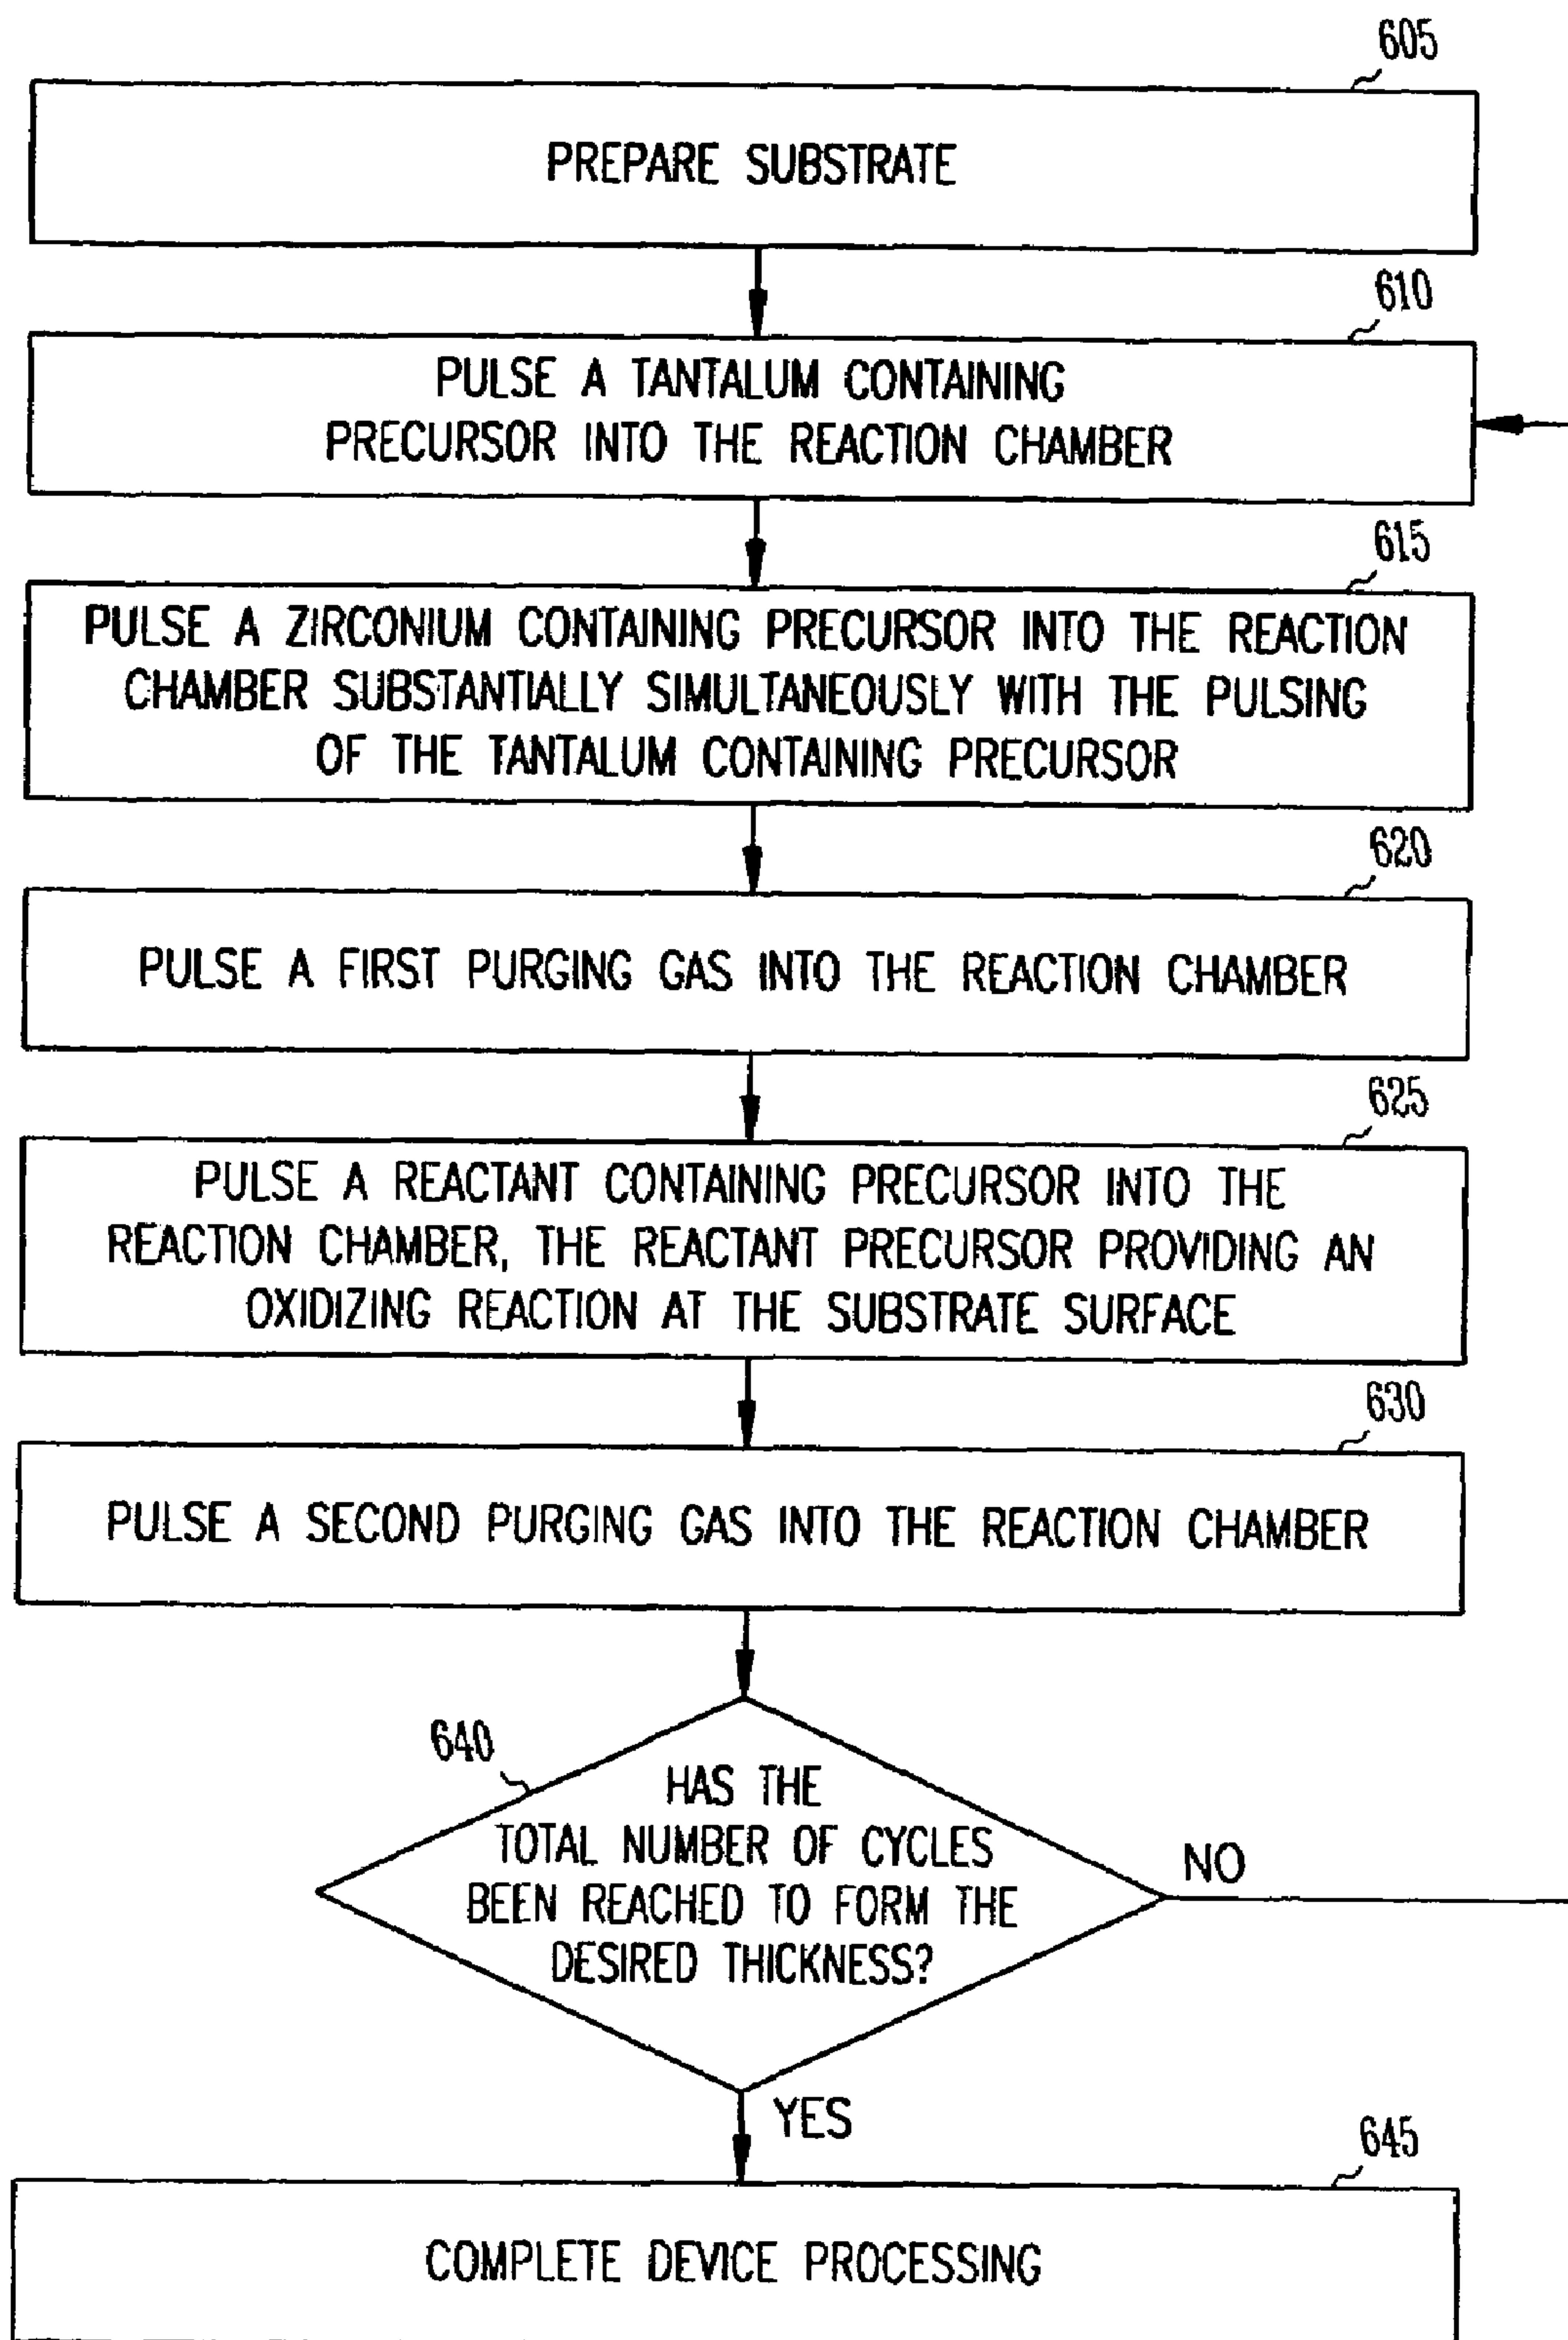 605
PREPARE SUBSTRATE
610
PULSE A TANTALUM CONTAINING
PRECURSOR INTO THE REACTION CHAMBER
615
PULSE A ZIRCONIUM CONTAINING PRECURSOR INTO THE REACTION
CHAMBER SUBSTANTIALLY SIMULTANEOUSLY WITH THE PULSING
OF THE TANTALUM CONTAINING PRECURSOR
620
PULSE A FIRST PURGING GAS INTO THE REACTION CHAMBER
625
PULSE A REACTANT CONTAINING PRECURSOR INTO THE
REACTION CHAMBER, THE REACTANT PRECURSOR PROVIDING AN
OXIDIZING REACTION AT THE SUBSTRATE SURFACE
630
PULSE A SECOND PURGING GAS INTO THE REACTION CHAMBER
640
HAS THE
TOTAL NUMBER OF CYCLES
BEEN REACHED TO FORM THE
DESIRED THICKNESS?
NO
YES
645
COMPLETE DEVICE PROCESSING